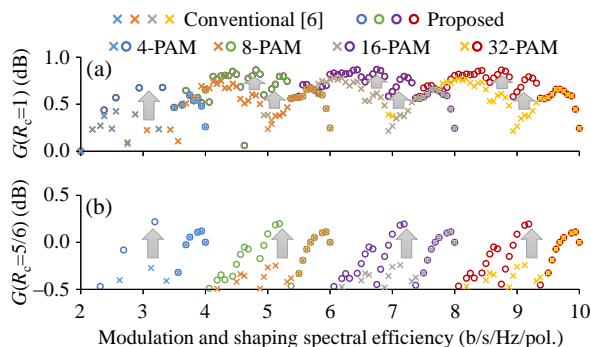 Conventional [6] Proposed
4-PAM 8-PAM 16-PAM 32-PAM
(a)
G(Rc=1) (dB)
1.0
0.5
0.0
(b)
G(Rc=5/6) (dB)
0.5
0.0
−0.5
2 3 4 5 6 7 8 9 10
Modulation and shaping spectral efficiency (b/s/Hz/pol.)